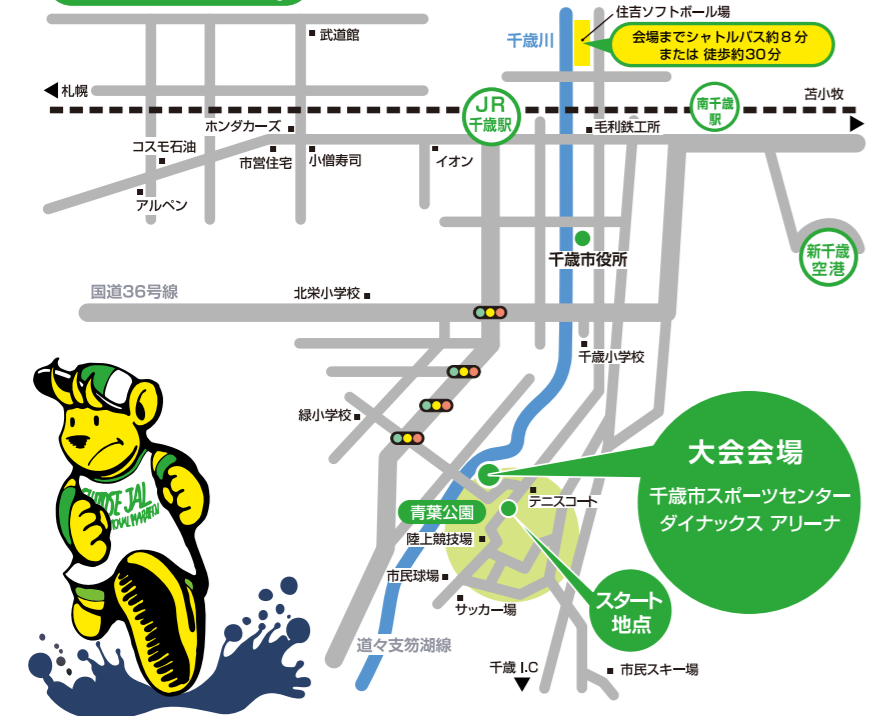 住吉ソフトボール場
武道館
千歳川
会場までシャトルバス約8分
または 徒歩約30分
札幌
JR
千歳駅
南千歳
駅
苫小牧
ホンダカーズ
毛利鉄工所
コスモ石油
市営住宅
小僧寿司
イオン
アルペン
千歳市役所
新千歳
空港
国道36号線
北栄小学校
千歳小学校
緑小学校
大会会場
千歳市スポーツセンター
ダイナックス アリーナ
テニスコート
青葉公園
陸上競技場
市民球場
サッカー場
スタート
地点
道々支笏湖線
千歳 I.C
市民スキー場
JAL